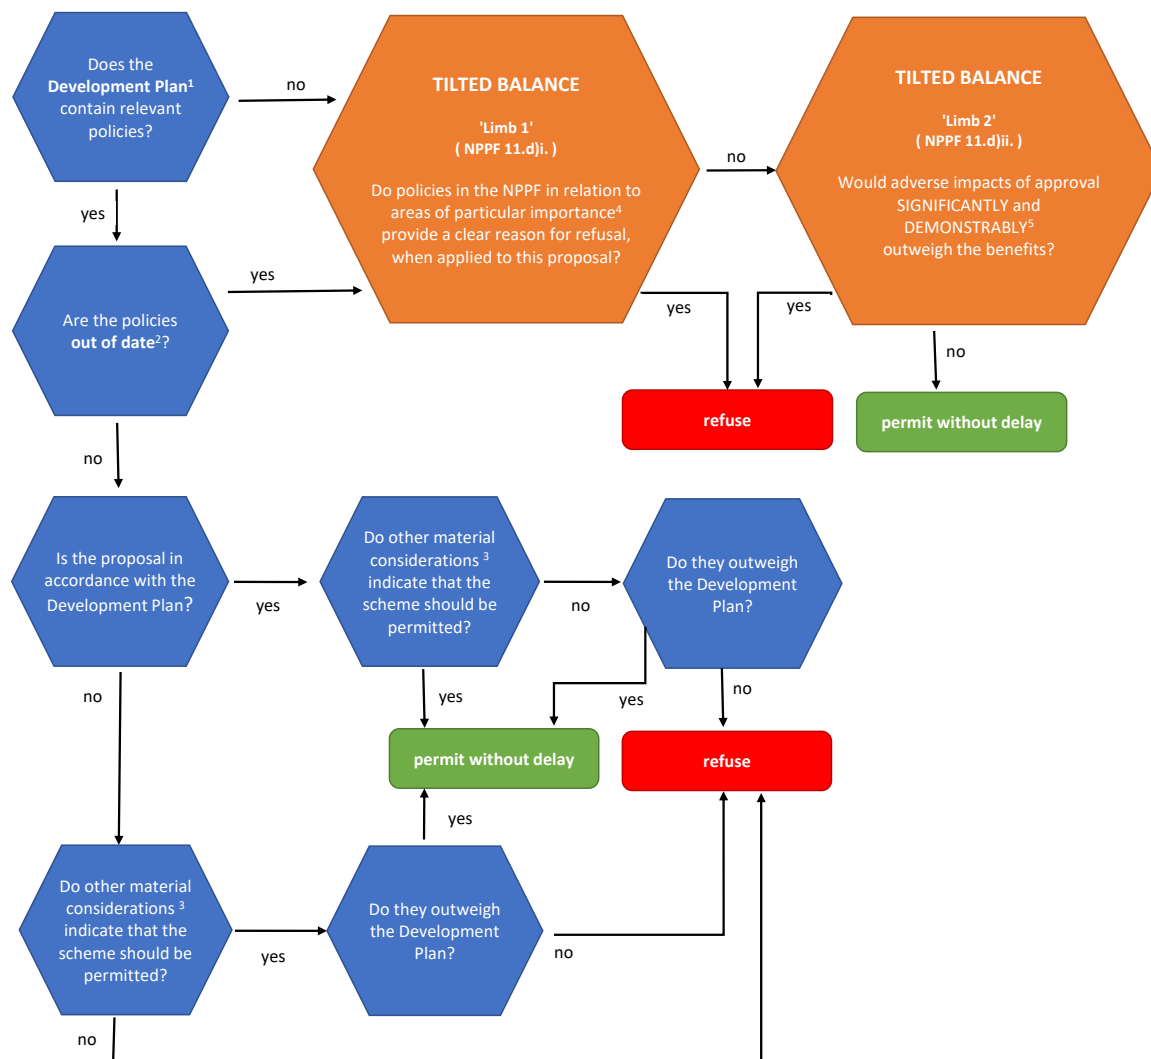 Does the
Development Plan¹
contain relevant
policies?
no
TILTED BALANCE
'Limb 1'
( NPPF 11.d)i. )
Do policies in the NPPF in relation to
areas of particular importance⁴
provide a clear reason for refusal,
when applied to this proposal?
no
TILTED BALANCE
'Limb 2'
( NPPF 11.d)ii. )
Would adverse impacts of approval
SIGNIFICANTLY and
DEMONSTRABLY⁵
outweigh the benefits?
yes
Are the policies
out of date²?
yes
yes
yes
no
refuse
permit without delay
no
Is the proposal in
accordance with the
Development Plan?
yes
Do other material
considerations ³
indicate that the
scheme should be
permitted?
no
Do they outweigh
the Development
Plan?
no
yes
yes
no
permit without delay
refuse
yes
Do other material
considerations ³
indicate that the
scheme should be
permitted?
yes
Do they outweigh
the Development
Plan?
no
no